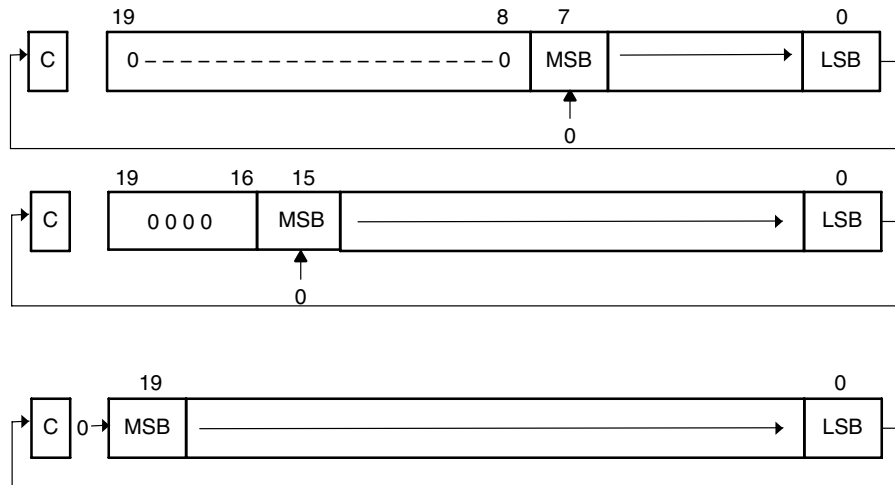 19 8 7 0
C 0 – – – – – – – – – – – – – – – – – – – – 0 MSB LSB
0
19 16 15 0
C 0 0 0 0 MSB LSB
0
19 0
C 0 MSB LSB